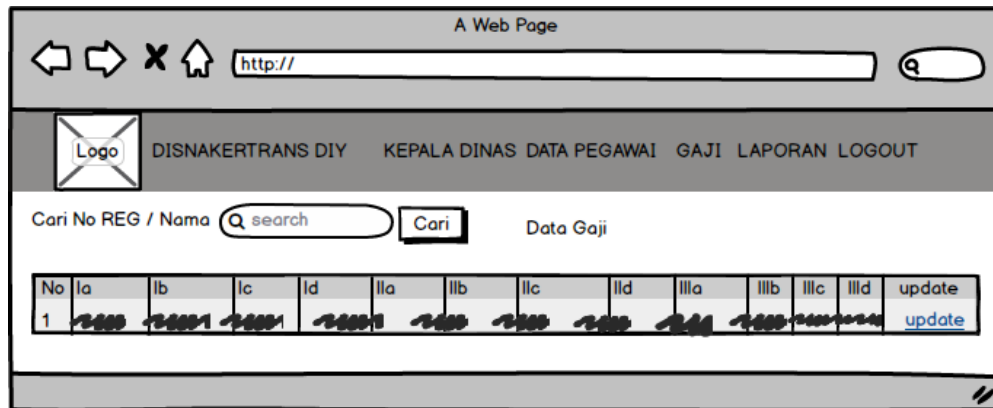 A Web Page
http://
Logo DISNAKERTRANS DIY KEPALA DINAS DATA PEGAWAI GAJI LAPORAN LOGOUT
Cari No REG / Nama search Cari Data Gaji
No Ia Ib Ic Id IIa IIb IIc IId IIIa IIIb IIIc IIId update
1 update